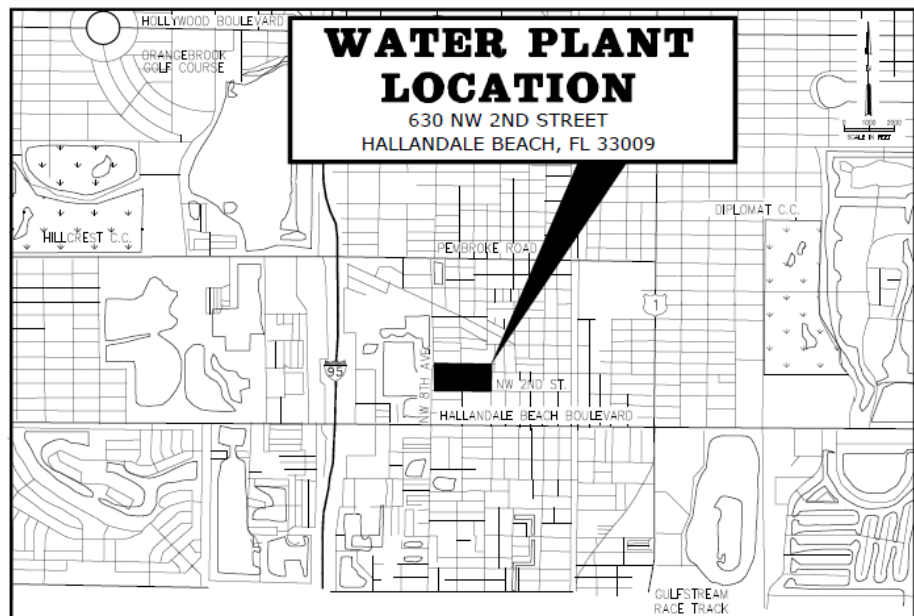 HOLLYWOOD BOULEVARD
ORANGEBROOK
GOLF COURSE
WATER PLANT
LOCATION
630 NW 2ND STREET
HALLANDALE BEACH, FL 33009
0 1000 2000
SCALE IN FEET
DIPLOMAT C.C.
HILLCREST C.C.
PEMBROKE ROAD
1
95
NW 8TH AVE
NW 2ND ST.
HALLANDALE BEACH BOULEVARD
GULFSTREAM
RACE TRACK